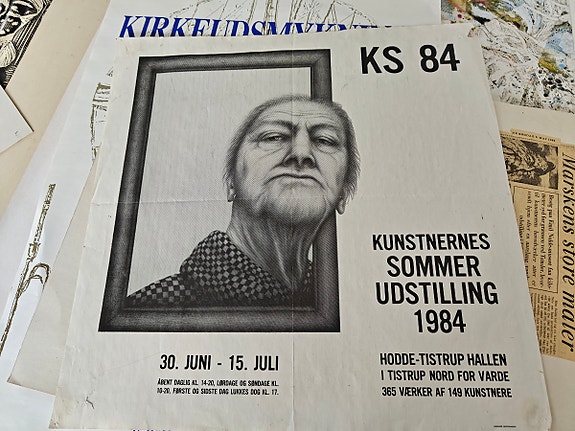 KIRKELIDSMYKNIN
KS 84
KUNSTNERNES
SOMMER
UDSTILLING
1984
30. JUNI - 15. JULI
ÅBENT DAGLIG KL. 14-20, LØRDAGE OG SØNDAGE KL.
10-20. FØRSTE OG SIDSTE DAG LUKKES DOG KL. 17.
HODDE-TISTRUP HALLEN
I TISTRUP NORD FOR VARDE
365 VÆRKER AF 149 KUNSTNERE
Marskens store maler